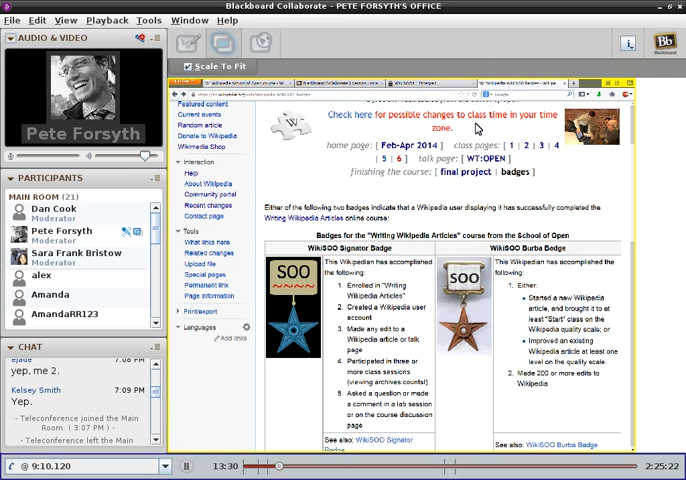 Blackboard Collaborate - PETE FORSYTH'S OFFICE
File Edit View Playback Tools Window Help
AUDIO & VIDEO
Scale To Fit
Bb
Pete Forsyth
PARTICIPANTS
MAIN ROOM (21)
Dan Cook
Moderator
Pete Forsyth
Moderator
Sara Frank Bristow
Moderator
alex
Amanda
AmandaRR123
CHAT
ejade 7:08 PM
yep, me 2.
Kelsey Smith 7:09 PM
Yep.
- Teleconference joined the Main
Room. ( 3:07 PM ) -
- Teleconference left the Main
Featured content
Current events
Random article
Donate to Wikipedia
Wikimedia Shop
Interaction
Help
About Wikipedia
Community portal
Recent changes
Contact page
Tools
What links here
Related changes
Upload file
Special pages
Permanent link
Page information
Print/export
Languages
Add links
W
Check here for possible changes to class time in your time
zone.
home page: [ Feb-Apr 2014 ] class pages: [ 1 | 2 | 3 | 4
| 5 | 6 ] talk page: [ WT:OPEN ]
finishing the course: [ final project | badges ]
Either of the following two badges indicate that a Wikipedia user displaying it has successfully completed the
Writing Wikipedia Articles online course:
Badges for the "Writing Wikipedia Articles" course from the School of Open
WikiSOO Signator Badge
SOO
This Wikipedian has accomplished
the following:
1. Enrolled in "Writing
Wikipedia Articles"
2. Created a Wikipedia user
account
3. Made any edit to a
Wikipedia article or talk
page
4. Participated in three or
more class sessions
(viewing archives counts!)
5. Asked a question or made
a comment in a lab session
or on the course discussion
page
See also: WikiSOO Signator
Badge
WikiSOO Burba Badge
SOO
This Wikipedian has accomplished
the following:
1. Either:
Started a new Wikipedia
article, and brought it to at
least "Start" class on the
Wikipedia quality scale; or
Improved an existing
Wikipedia article at least one
level on the quality scale.
2. Made 200 or more edits to
Wikipedia
See also: WikiSOO Burba Badge
@ 9:10.120
13:30
2:25:22